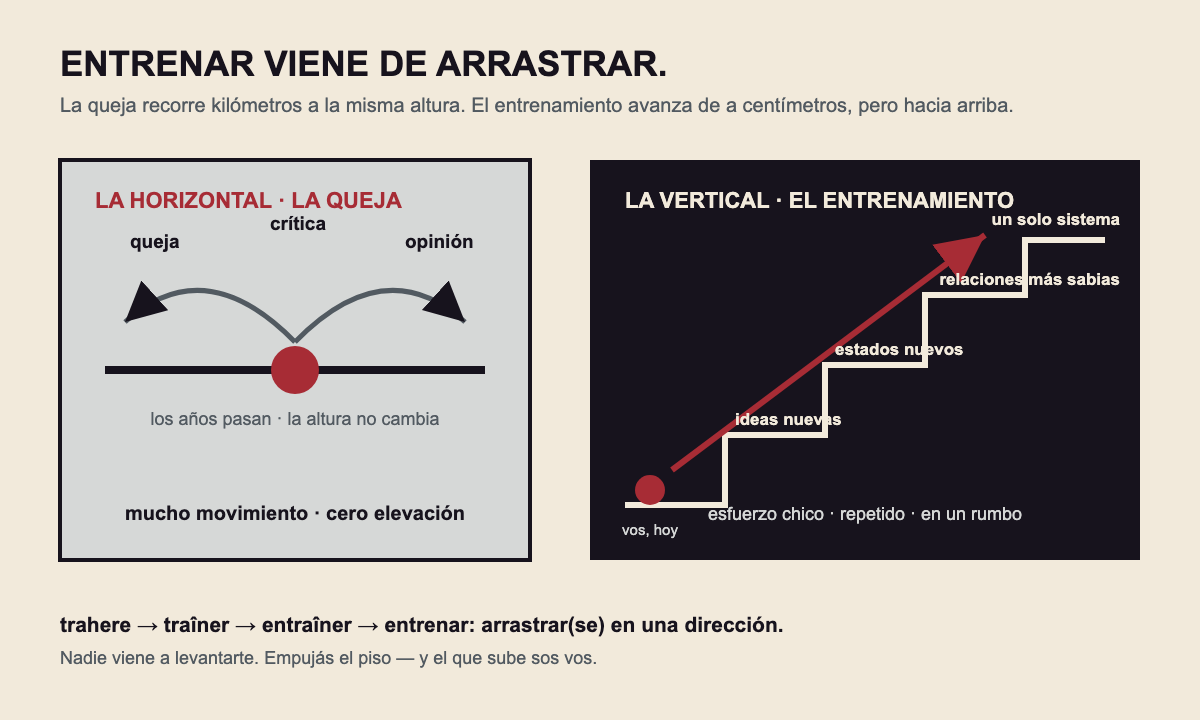 ENTRENAR VIENE DE ARRASTRAR.
La queja recorre kilómetros a la misma altura. El entrenamiento avanza de a centímetros, pero hacia arriba.
LA HORIZONTAL · LA QUEJA
crítica
queja
opinión
los años pasan · la altura no cambia
mucho movimiento · cero elevación
LA VERTICAL · EL ENTRENAMIENTO
un solo sistema
relaciones más sabias
estados nuevos
ideas nuevas
esfuerzo chico · repetido · en un rumbo
vos, hoy
trahere → traîner → entraîner → entrenar: arrastrar(se) en una dirección.
Nadie viene a levantarte. Empujás el piso — y el que sube sos vos.